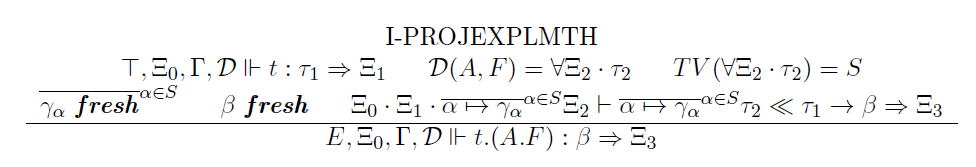 I-PROJEXPLMTH
⊤, Ξ₀, Γ, 𝒟 ⊩ t : τ₁ ⇒ Ξ₁  𝒟(A, F) = ∀Ξ₂ · τ₂  TV(∀Ξ₂ · τ₂) = S
\overline{γ_α fresh}^{α∈S}  β fresh  Ξ₀ · Ξ₁ · \overline{α ↦ γ_α}^{α∈S}Ξ₂ ⊢ \overline{α ↦ γ_α}^{α∈S}τ₂ ≪ τ₁ → β ⇒ Ξ₃
E, Ξ₀, Γ, 𝒟 ⊩ t.(A.F) : β ⇒ Ξ₃